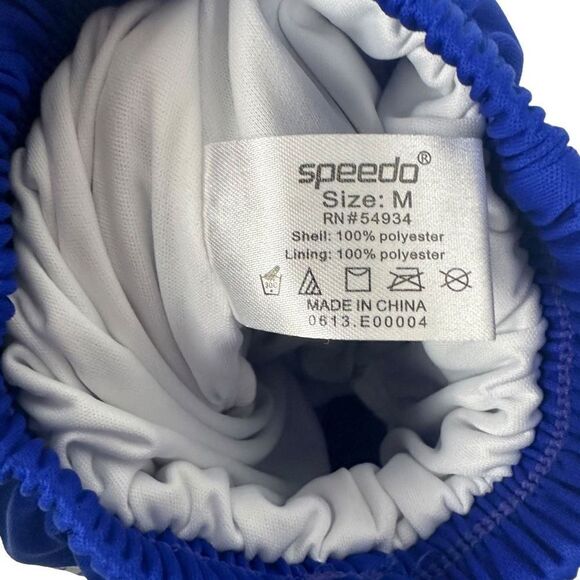 speedo®
Size: M
RN#54934
Shell: 100% polyester
Lining: 100% polyester
MADE IN CHINA
0613.E00004